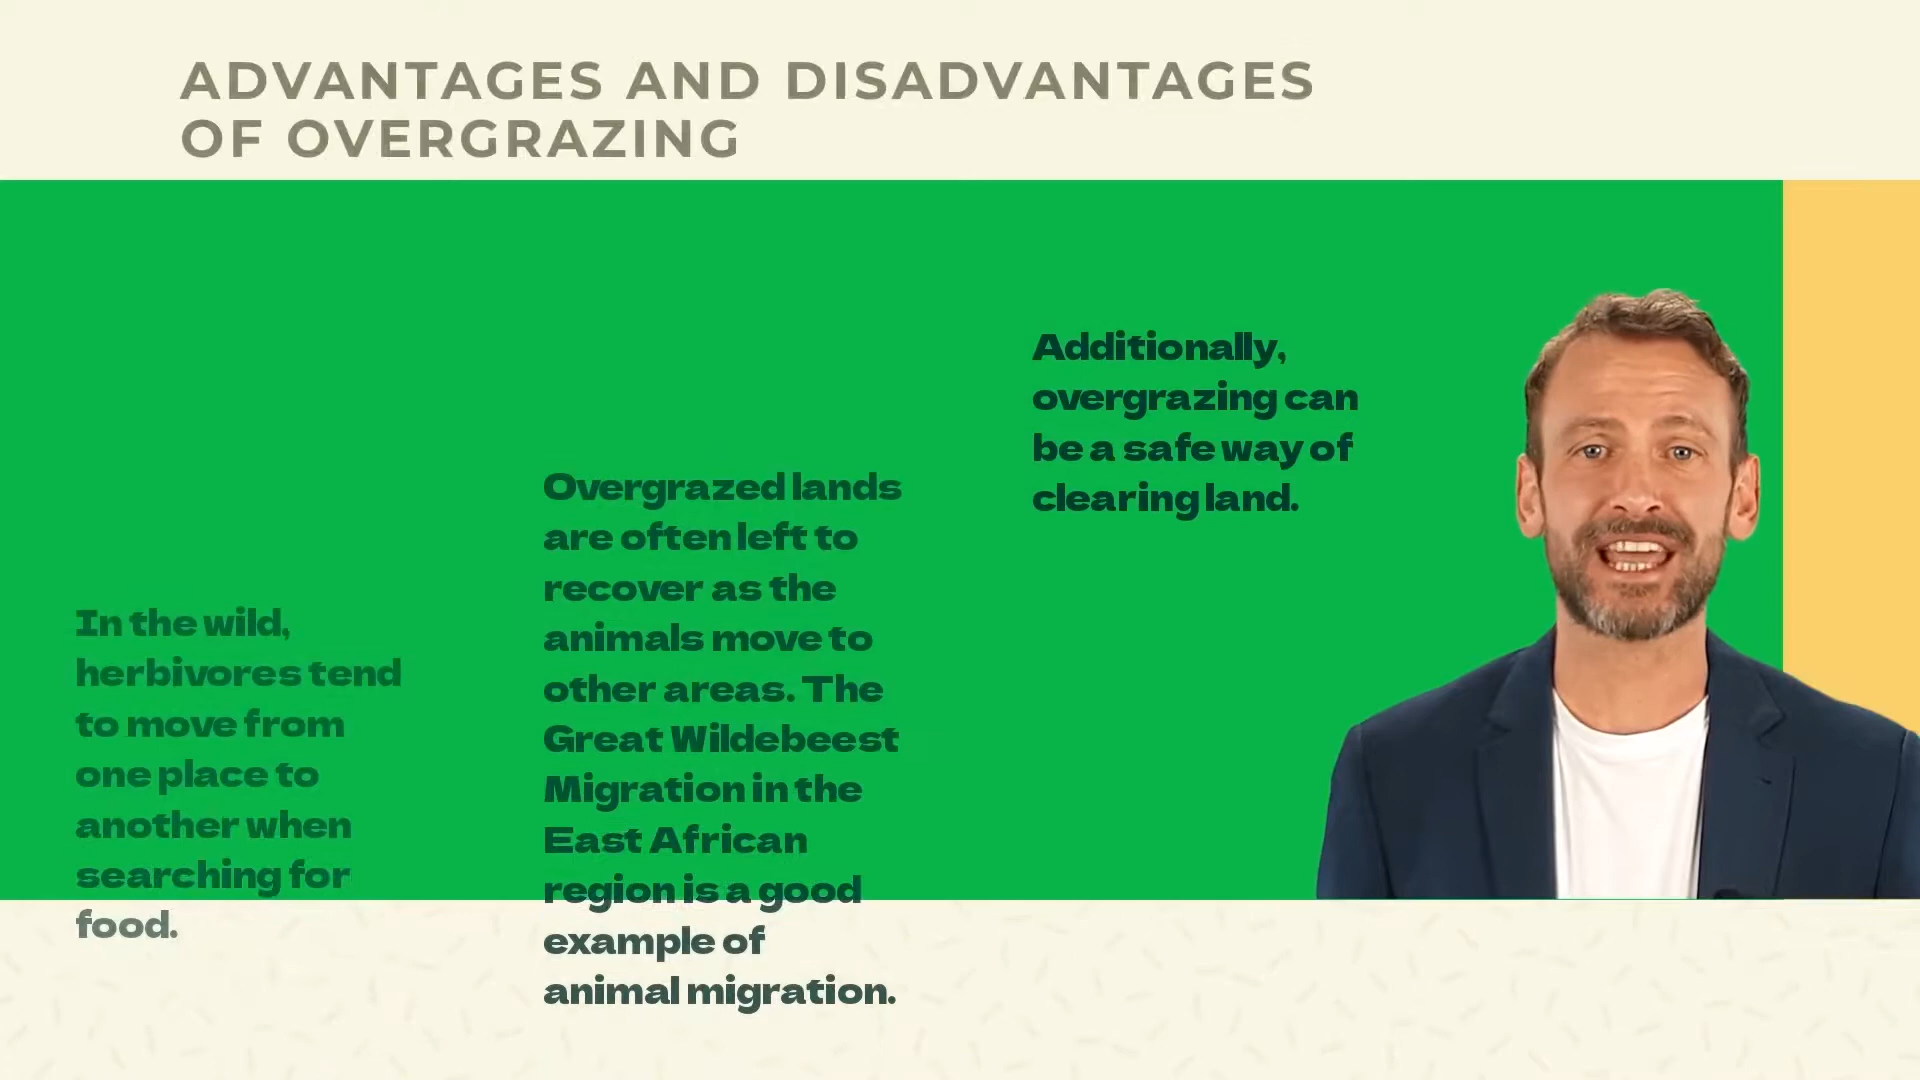 ADVANTAGES AND DISADVANTAGES
OF OVERGRAZING
In the wild,
herbivores tend
to move from
one place to
another when
searching for
food.
Overgrazed lands
are often left to
recover as the
animals move to
other areas. The
Great Wildebeest
Migration in the
East African
region is a good
example of
animal migration.
Additionally,
overgrazing can
be a safe way of
clearing land.